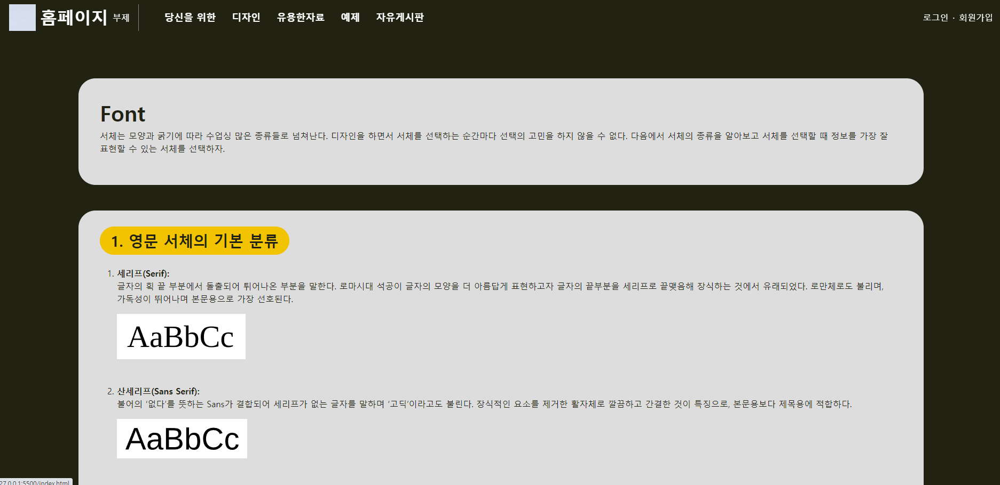 홈페이지 부제 당신을 위한 디자인 유용한자료 예제 자유게시판 로그인 · 회원가입
Font
서체는 모양과 굵기에 따라 수업싱 많은 종류들로 넘쳐난다. 디자인을 하면서 서체를 선택하는 순간마다 선택의 고민을 하지 않을 수 없다. 다음에서 서체의 종류을 알아보고 서체를 선택할 때 정보를 가장 잘
표현할 수 있는 서체를 선택하자.
1. 영문 서체의 기본 분류
1. 세리프(Serif):
글자의 획 끝 부분에서 돌출되어 튀어나온 부분을 말한다. 로마시대 석공이 글자의 모양을 더 아름답게 표현하고자 글자의 끝부분을 세리프로 끝맺음해 장식하는 것에서 유래되었다. 로만체로도 불리며,
가독성이 뛰어나며 본문용으로 가장 선호된다.
AaBbCc
2. 산세리프(Sans Serif):
불어의 ‘없다’를 뜻하는 Sans가 결합되어 세리프가 없는 글자를 말하며 ‘고딕’이라고도 불린다. 장식적인 요소를 제거한 활자체로 깔끔하고 간결한 것이 특징으로, 본문용보다 제목용에 적합하다.
AaBbCc
27.0.0.1:5500/index.html